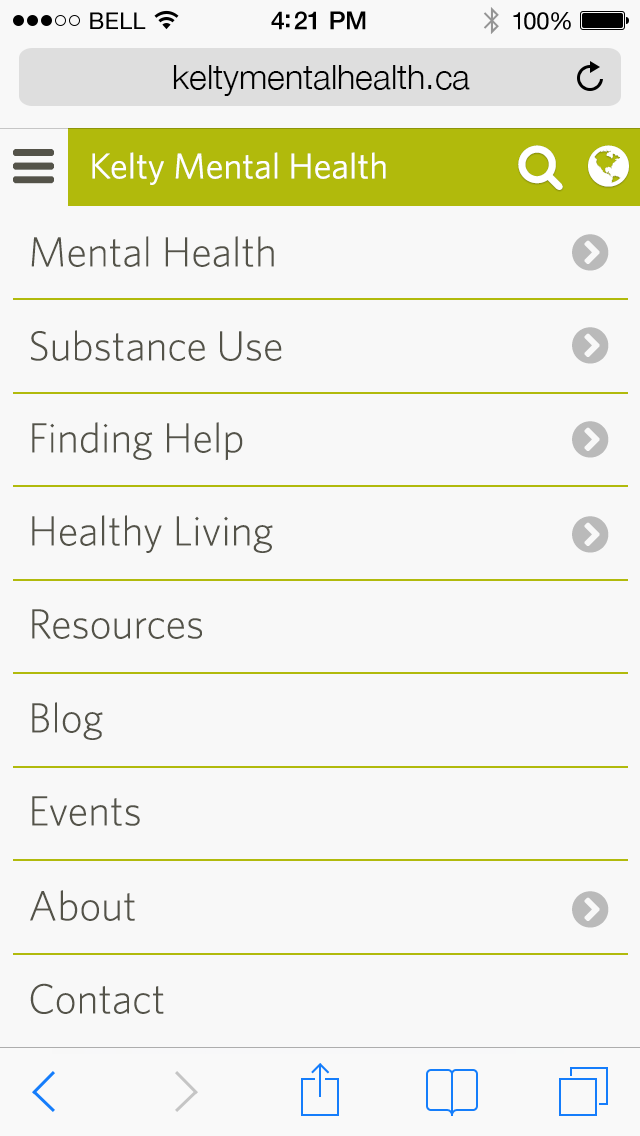 BELL 4:21 PM 100%
keltymentalhealth.ca
Kelty Mental Health
Mental Health
Substance Use
Finding Help
Healthy Living
Resources
Blog
Events
About
Contact